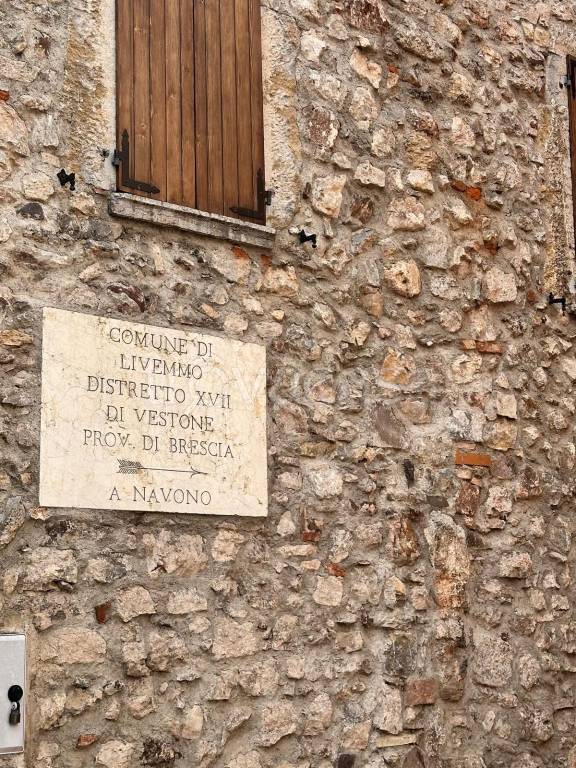 COMUNE DI
LIVEMMO
DISTRETTO XVII
DI VESTONE
PROV. DI BRESCIA
A NAVONO